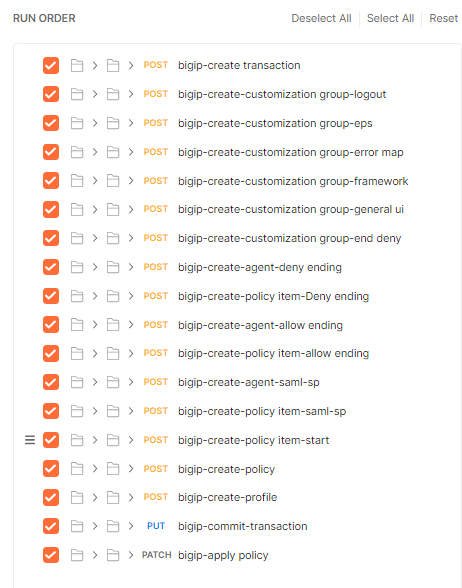 RUN ORDER Deselect All Select All Reset
POST bigip-create transaction
POST bigip-create-customization group-logout
POST bigip-create-customization group-eps
POST bigip-create-customization group-error map
POST bigip-create-customization group-framework
POST bigip-create-customization group-general ui
POST bigip-create-customization group-end deny
POST bigip-create-agent-deny ending
POST bigip-create-policy item-Deny ending
POST bigip-create-agent-allow ending
POST bigip-create-policy item-allow ending
POST bigip-create-agent-saml-sp
POST bigip-create-policy item-saml-sp
POST bigip-create-policy item-start
POST bigip-create-policy
POST bigip-create-profile
PUT bigip-commit-transaction
PATCH bigip-apply policy